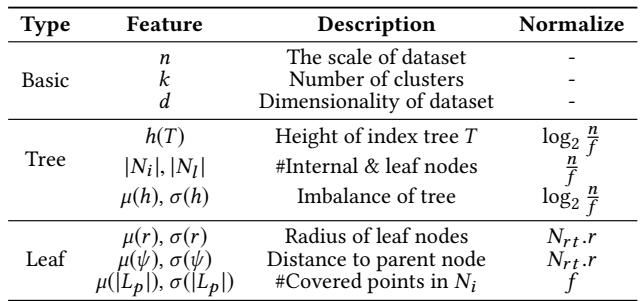 Type Feature Description Normalize
Basic
n The scale of dataset -
k Number of clusters -
d Dimensionality of dataset -
Tree
h(T) Height of index tree T log₂ n/f
|Nᵢ|, |Nₗ| #Internal & leaf nodes n/f
μ(h), σ(h) Imbalance of tree log₂ n/f
Leaf
μ(r), σ(r) Radius of leaf nodes Nᵣₜ.r
μ(ψ), σ(ψ) Distance to parent node Nᵣₜ.r
μ(|Lₚ|), σ(|Lₚ|) #Covered points in Nᵢ f